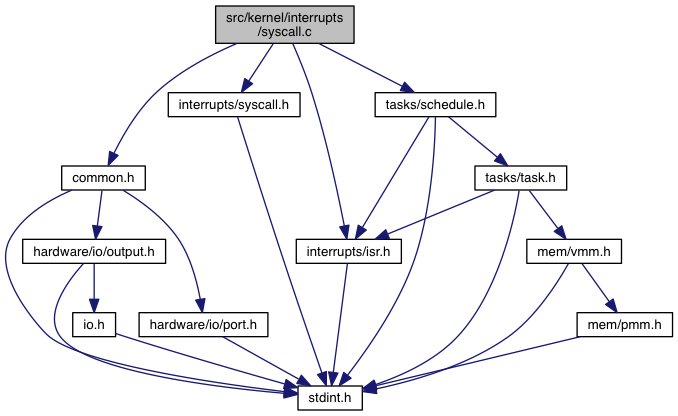 src/kernel/interrupts
/syscall.c
interrupts/syscall.h
tasks/schedule.h
common.h
tasks/task.h
hardware/io/output.h
interrupts/isr.h
mem/vmm.h
io.h
hardware/io/port.h
mem/pmm.h
stdint.h